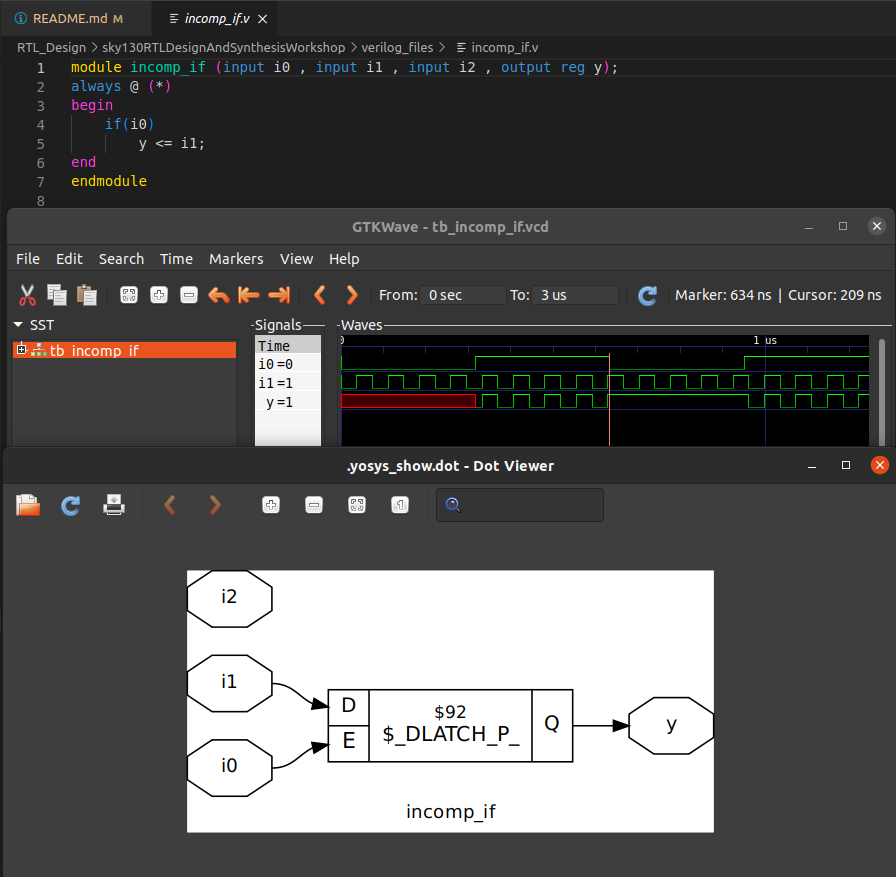 README.md M
incomp_if.v
RTL_Design > sky130RTLDesignAndSynthesisWorkshop > verilog_files > incomp_if.v
1 module incomp_if (input i0 , input i1 , input i2 , output reg y);
2 always @ (*)
3 begin
4 if(i0)
5 y <= i1;
6 end
7 endmodule
8
GTKWave - tb_incomp_if.vcd
File Edit Search Time Markers View Help
From: 0 sec To: 3 us Marker: 634 ns | Cursor: 209 ns
SST
Signals
Waves
tb_incomp_if
Time
0
1 us
i0=0
i1=1
y=1
.yosys_show.dot - Dot Viewer
1
i2
i1
i0
D
E
$92
$_DLATCH_P_
Q
y
incomp_if